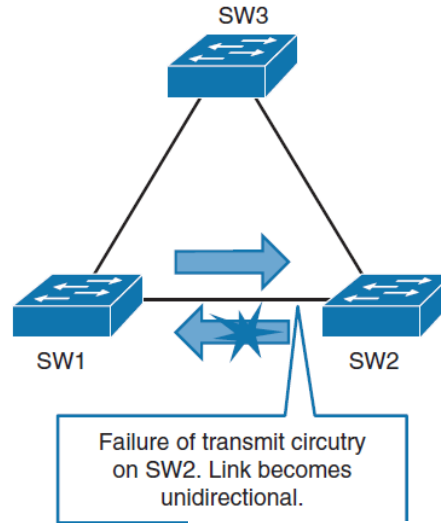 SW3
SW1
SW2
Failure of transmit circutry
on SW2. Link becomes
unidirectional.